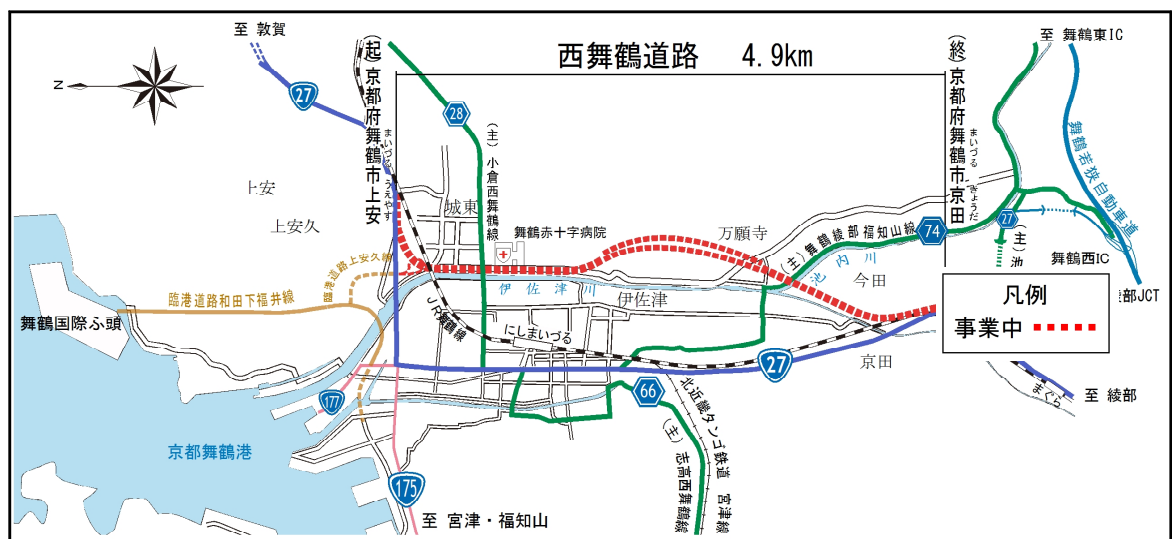 至 敦賀
27
(起)京都府舞鶴市上安
まいづる うえやす
西舞鶴道路 4.9km
(終)京都府舞鶴市京田
まいづる きょうだ
至 舞鶴東IC
N
28
(主)小倉西舞鶴線
上安
上安久
城東
舞鶴赤十字病院
万願寺
(主)舞鶴綾部福知山線
74
池内川
今田
27
(主)池
舞鶴若狭自動車道
舞鶴西IC
部JCT
臨港道路上安久線
臨港道路和田下福井線
舞鶴国際ふ頭
伊佐津川
伊佐津
JR舞鶴線
にしまいづる
凡例
事業中
27
京田
至 綾部
まぐら
177
66
北近畿タンゴ鉄道 宮津線
(主)志高西舞鶴線
京都舞鶴港
175
至 宮津・福知山